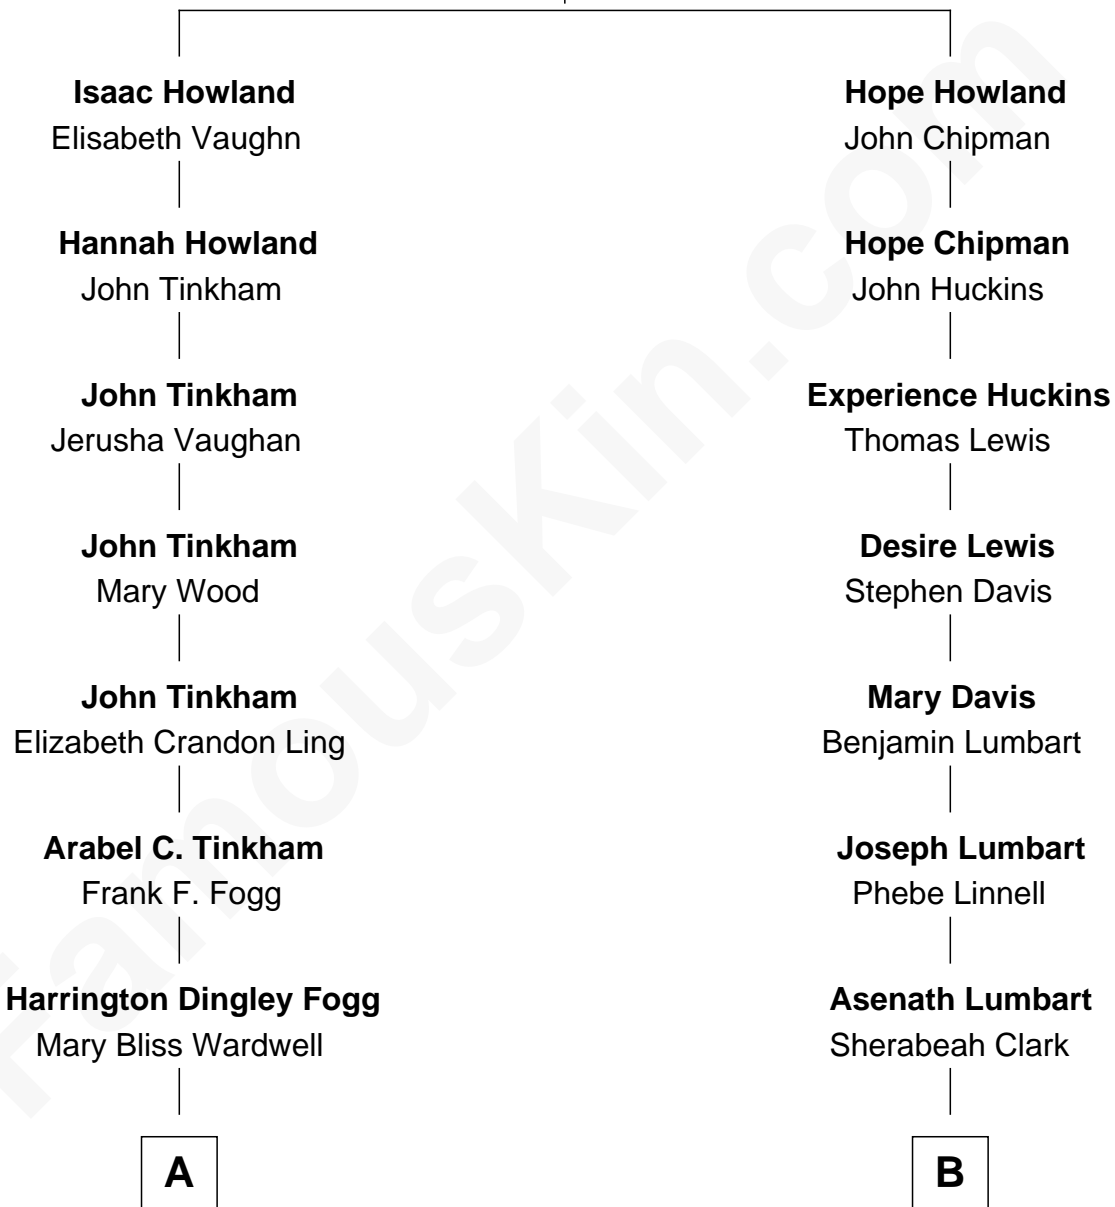 Isaac Howland
Elisabeth Vaughn
Hannah Howland
John Tinkham
John Tinkham
Jerusha Vaughan
John Tinkham
Mary Wood
John Tinkham
Elizabeth Crandon Ling
Arabel C. Tinkham
Frank F. Fogg
Harrington Dingley Fogg
Mary Bliss Wardwell
A
Hope Howland
John Chipman
Hope Chipman
John Huckins
Experience Huckins
Thomas Lewis
Desire Lewis
Stephen Davis
Mary Davis
Benjamin Lumbart
Joseph Lumbart
Phebe Linnell
Asenath Lumbart
Sherabeah Clark
B
FamousKin.com